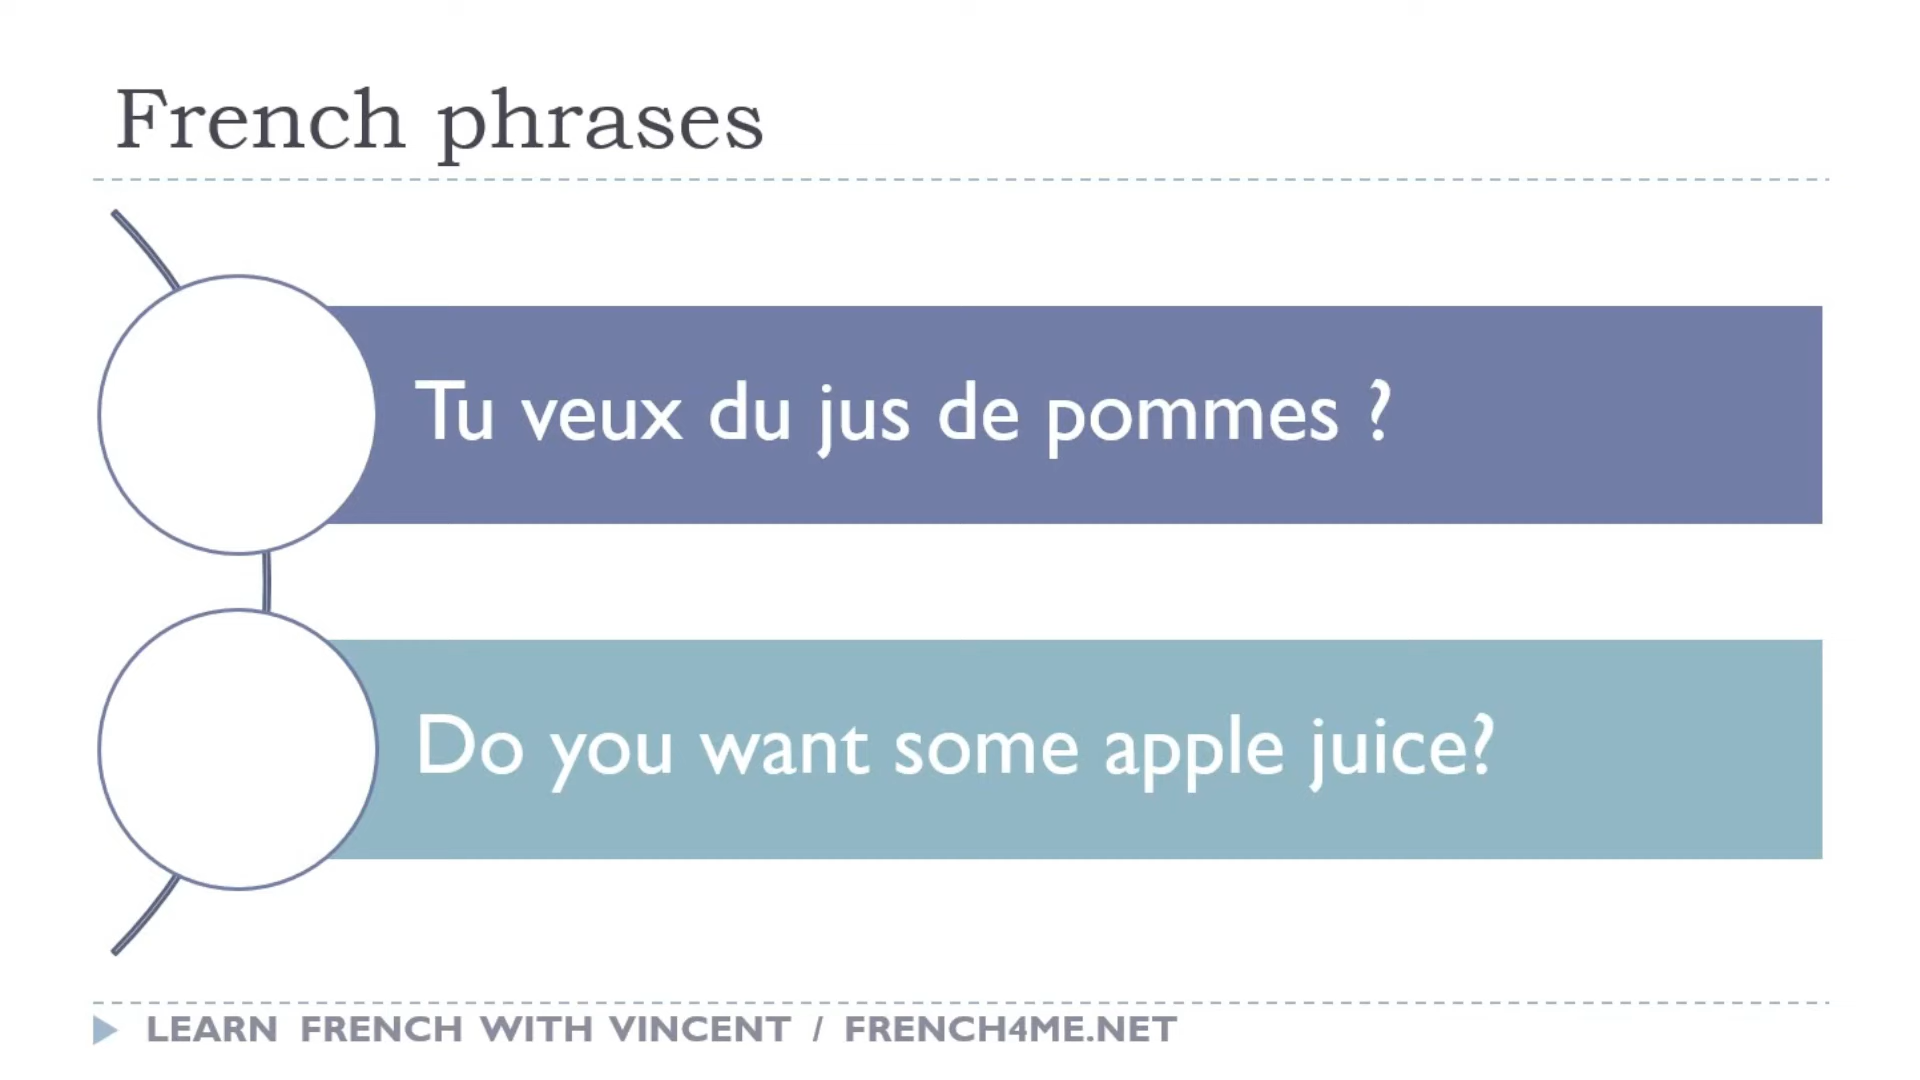 French phrases
Tu veux du jus de pommes ?
Do you want some apple juice?
LEARN FRENCH WITH VINCENT / FRENCH4ME.NET